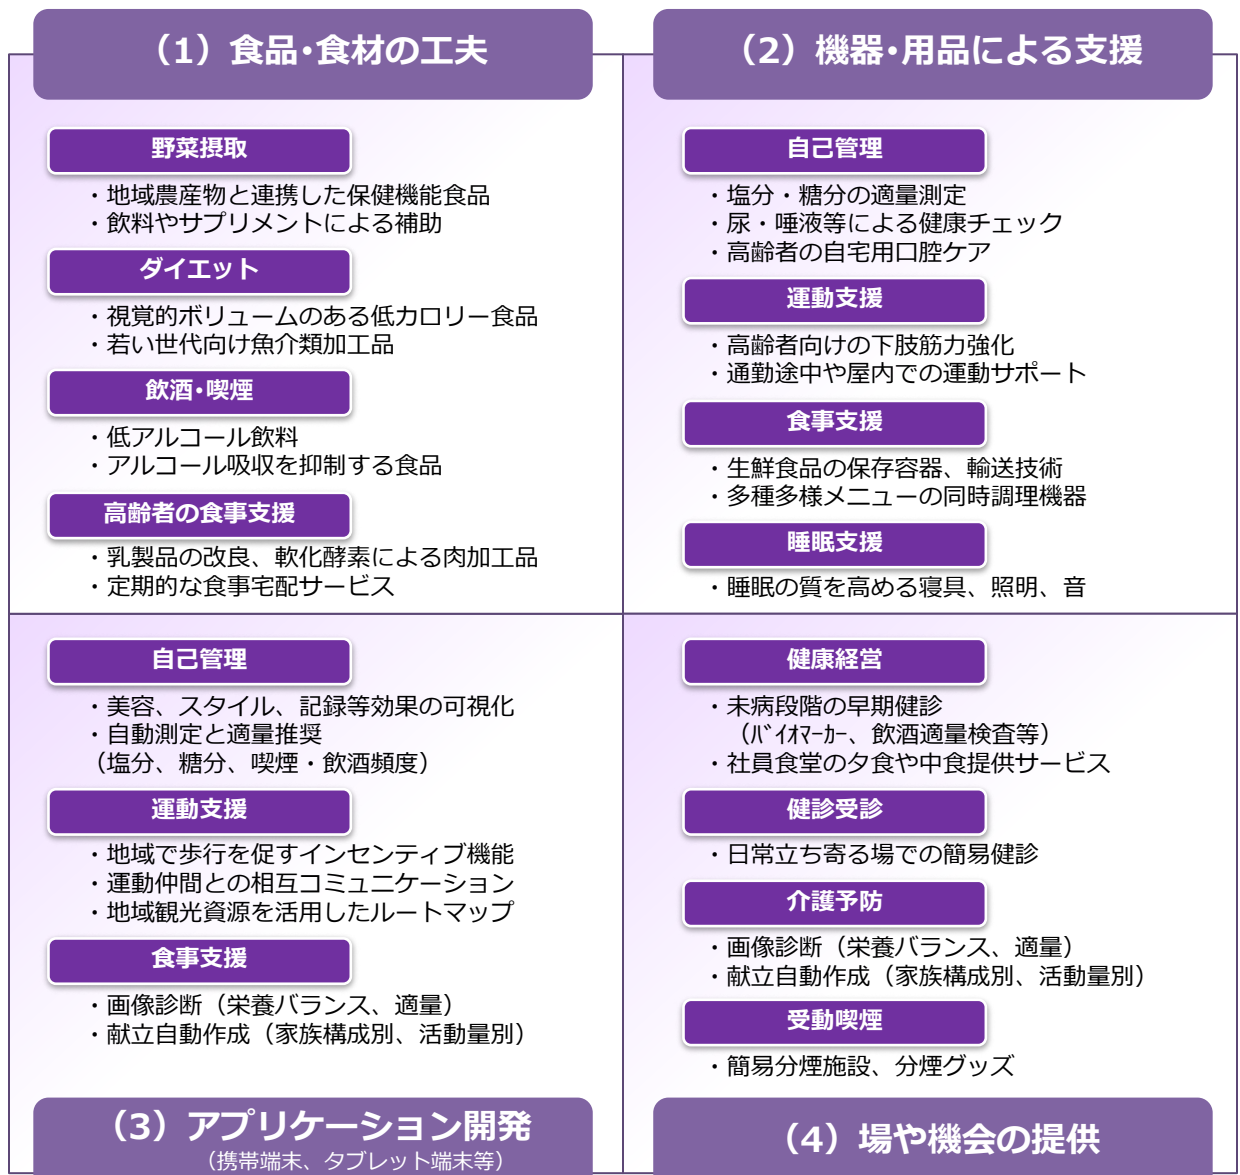 （1）食品･食材の工夫
野菜摂取
・地域農産物と連携した保健機能食品
・飲料やサプリメントによる補助
ダイエット
・視覚的ボリュームのある低カロリー食品
・若い世代向け魚介類加工品
飲酒･喫煙
・低アルコール飲料
・アルコール吸収を抑制する食品
高齢者の食事支援
・乳製品の改良、軟化酵素による肉加工品
・定期的な食事宅配サービス
（2）機器･用品による支援
自己管理
・塩分・糖分の適量測定
・尿・唾液等による健康チェック
・高齢者の自宅用口腔ケア
運動支援
・高齢者向けの下肢筋力強化
・通勤途中や屋内での運動サポート
食事支援
・生鮮食品の保存容器、輸送技術
・多種多様メニューの同時調理機器
睡眠支援
・睡眠の質を高める寝具、照明、音
自己管理
・美容、スタイル、記録等効果の可視化
・自動測定と適量推奨
（塩分、糖分、喫煙・飲酒頻度）
運動支援
・地域で歩行を促すインセンティブ機能
・運動仲間との相互コミュニケーション
・地域観光資源を活用したルートマップ
食事支援
・画像診断（栄養バランス、適量）
・献立自動作成（家族構成別、活動量別）
（3）アプリケーション開発
（携帯端末、タブレット端末等）
健康経営
・未病段階の早期健診
（ﾊﾞｲｵﾏｰｶｰ、飲酒適量検査等）
・社員食堂の夕食や中食提供サービス
健診受診
・日常立ち寄る場での簡易健診
介護予防
・画像診断（栄養バランス、適量）
・献立自動作成（家族構成別、活動量別）
受動喫煙
・簡易分煙施設、分煙グッズ
（4）場や機会の提供